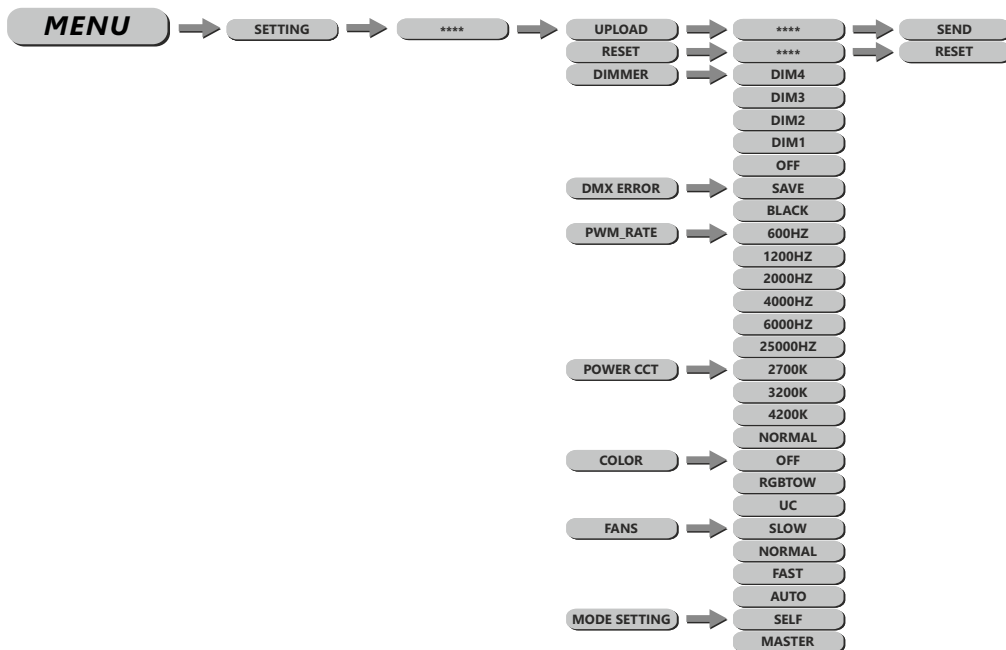 MENU SETTING **** UPLOAD **** SEND
RESET **** RESET
DIMMER DIM4
DIM3
DIM2
DIM1
OFF
DMX ERROR SAVE
BLACK
PWM_RATE 600HZ
1200HZ
2000HZ
4000HZ
6000HZ
25000HZ
POWER CCT 2700K
3200K
4200K
NORMAL
COLOR OFF
RGBTOW
UC
FANS SLOW
NORMAL
FAST
AUTO
MODE SETTING SELF
MASTER